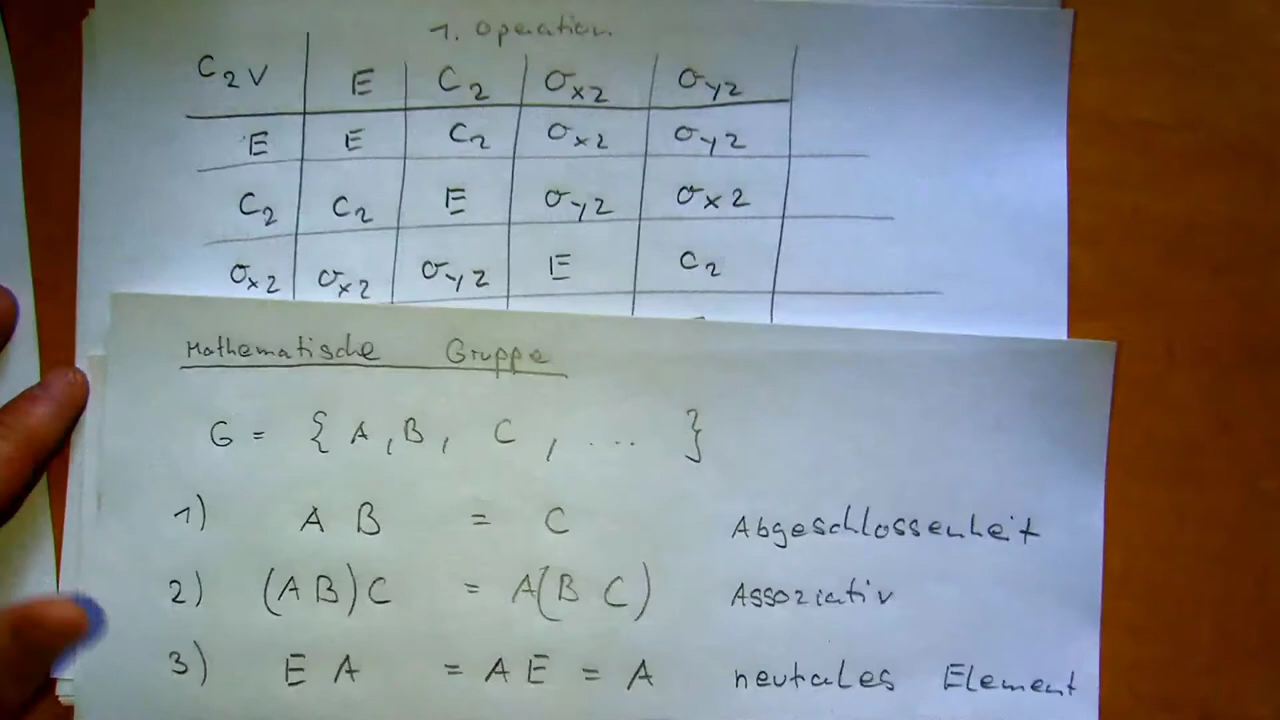 1. Operation
C2v E C2 σxz σyz
E E C2 σxz σyz
C2 C2 E σyz σxz
σxz σxz σyz E C2
Mathematische Gruppe
G = { A, B, C, ... }
1) A B = C Abgeschlossenheit
2) (A B) C = A (B C) Assoziativ
3) E A = A E = A neutrales Element